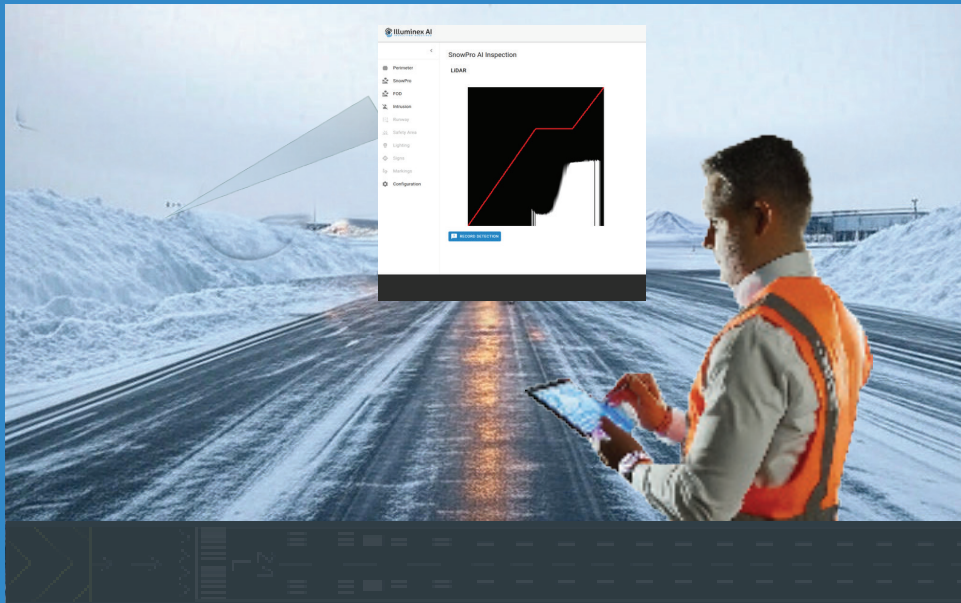 Illuminex AI
SnowPro AI Inspection
LIDAR
Perimeter
SnowPro
FOD
Intrusion
Runway
Safety Area
Lighting
Signs
Markings
Configuration
RECORD DETECTION